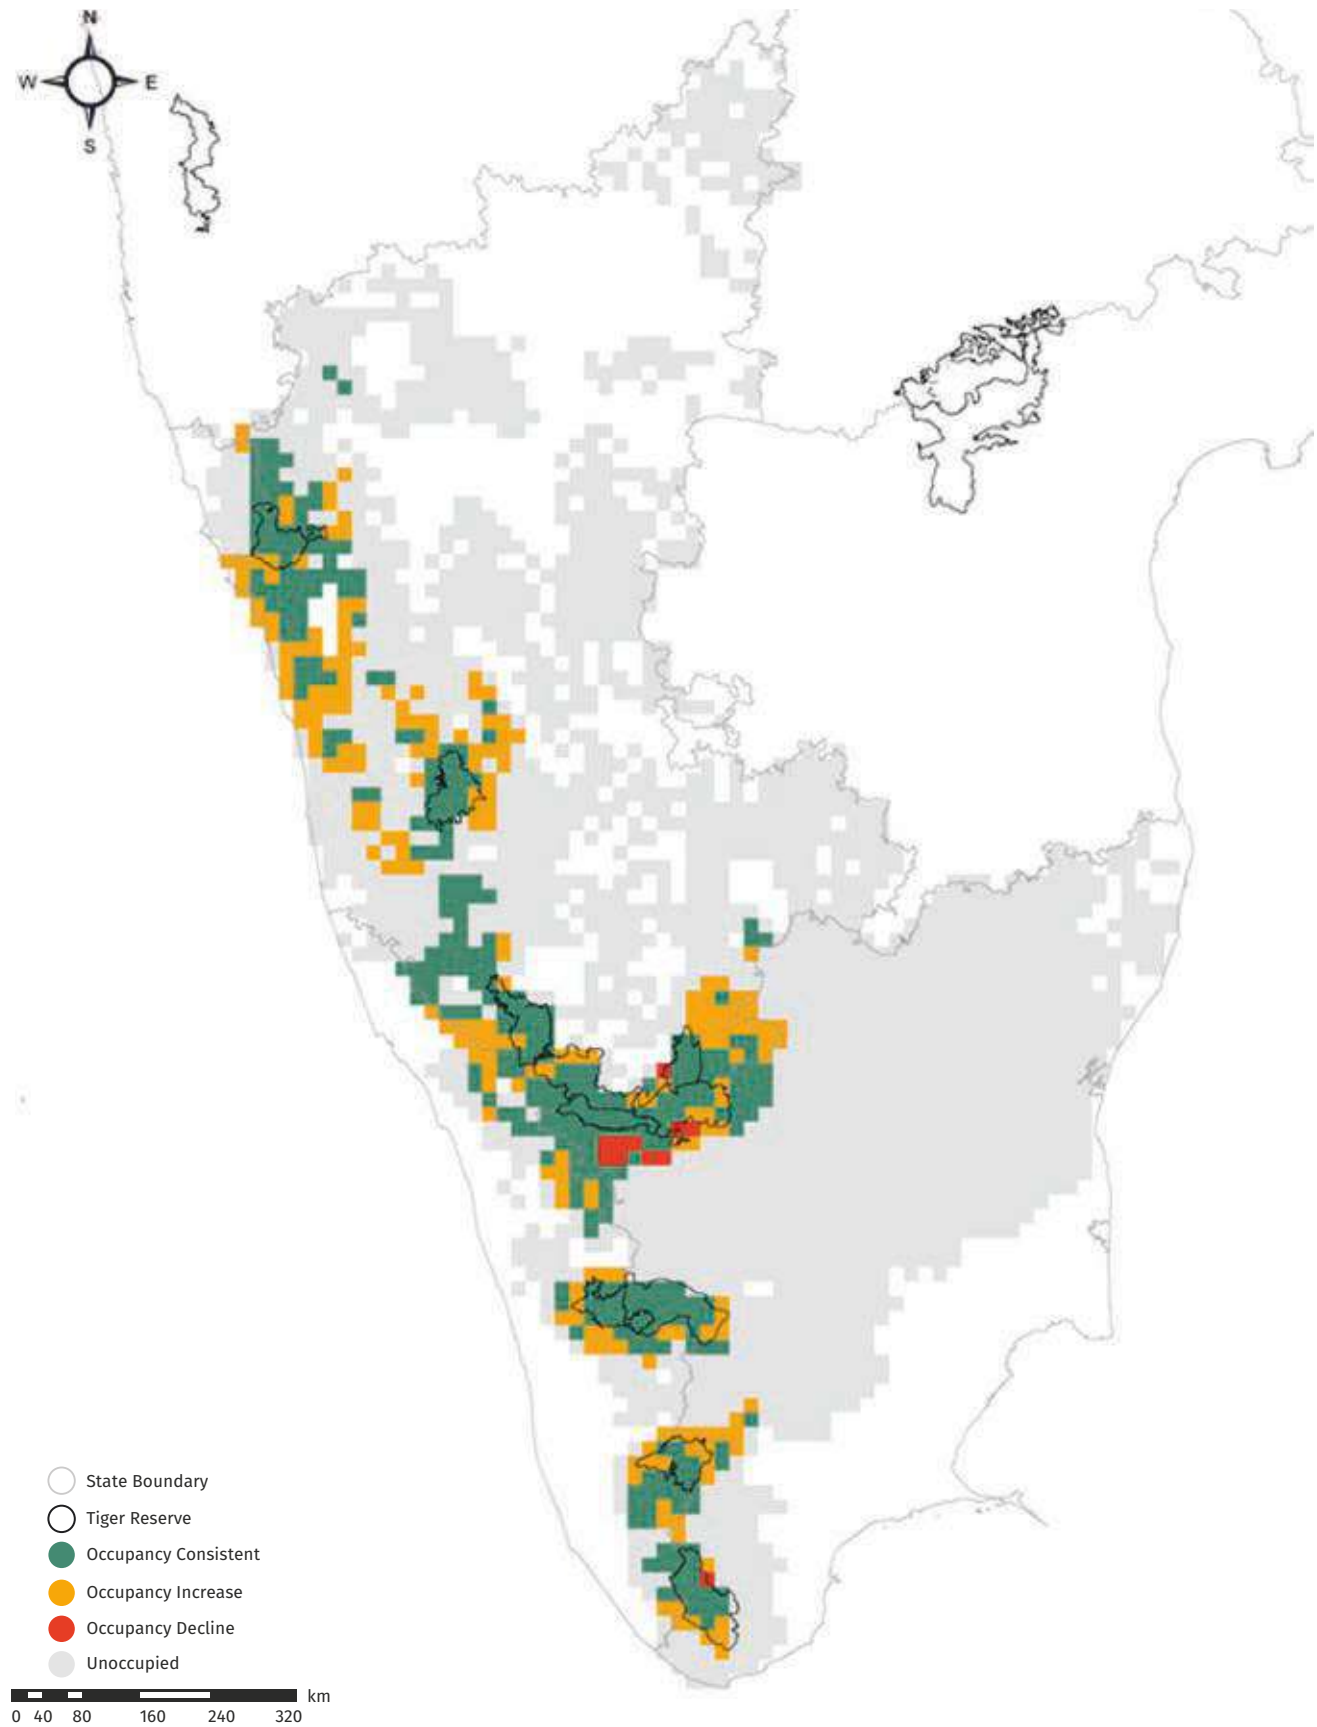 N
W E
S
State Boundary
Tiger Reserve
Occupancy Consistent
Occupancy Increase
Occupancy Decline
Unoccupied
km
0 40 80 160 240 320